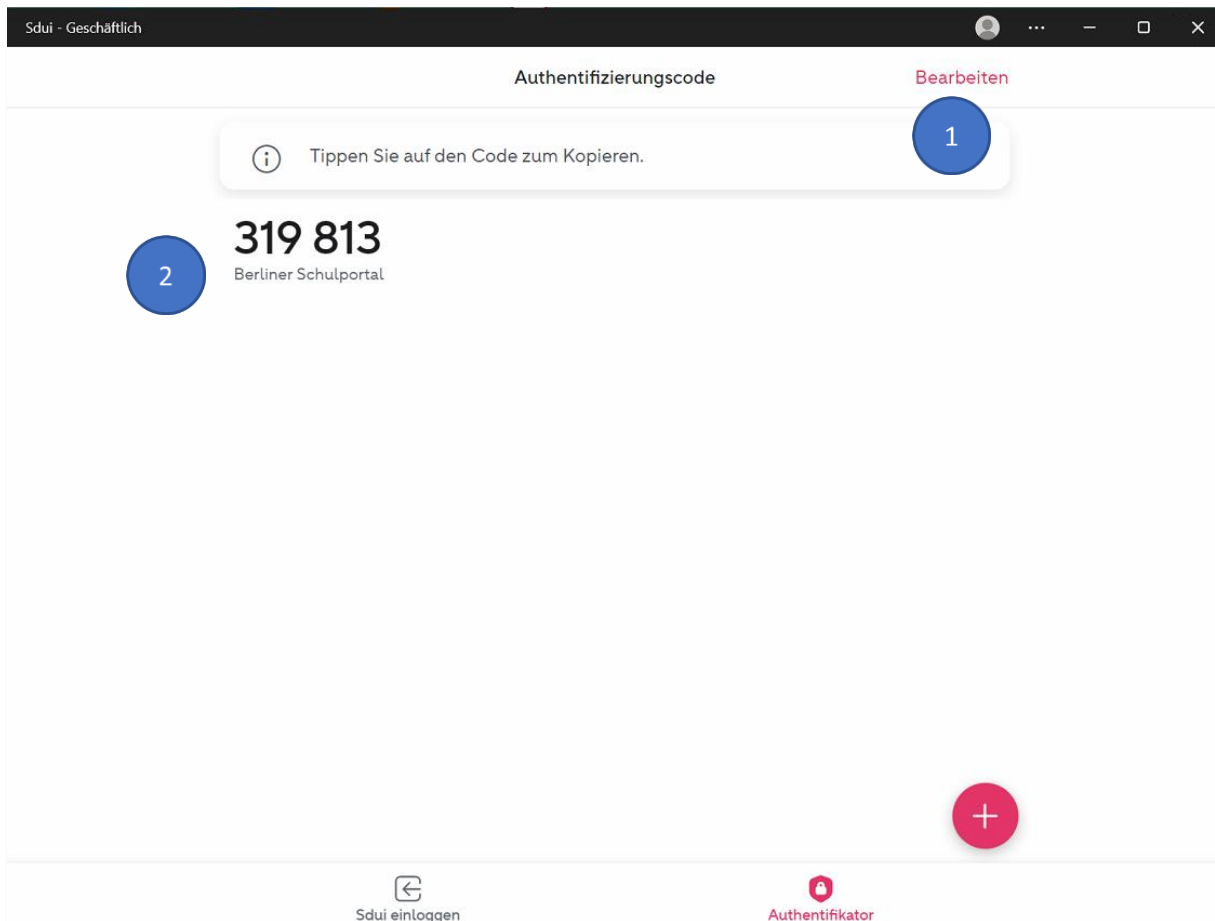 Sdui - Geschäftlich
Authentifizierungscode
Bearbeiten
1
Tippen Sie auf den Code zum Kopieren.
319 813
2
Berliner Schulportal
Sdui einloggen
Authentifikator